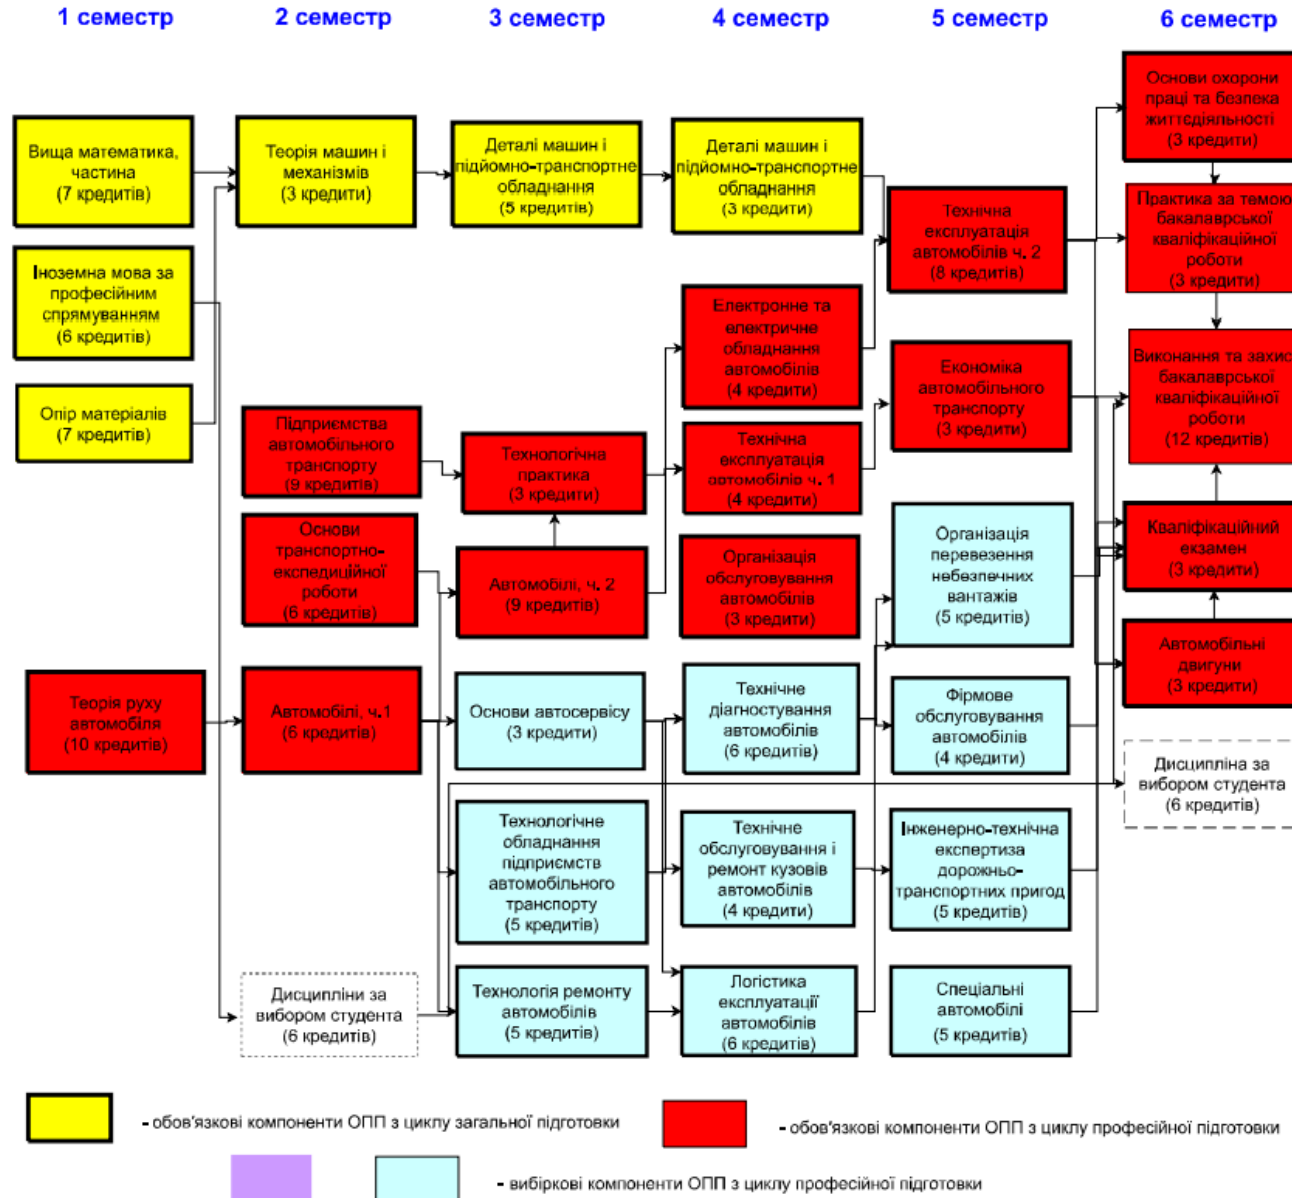 1 семестр
2 семестр
3 семестр
4 семестр
5 семестр
6 семестр
Вища математика,
частина
(7 кредитів)
Іноземна мова за
професійним
спрямуванням
(6 кредитів)
Опір матеріалів
(7 кредитів)
Теорія руху
автомобіля
(10 кредитів)
Теорія машин і
механізмів
(3 кредити)
Підприємства
автомобільного
транспорту
(9 кредитів)
Основи
транспортно-
експедиційної
роботи
(6 кредитів)
Автомобілі, ч.1
(6 кредитів)
Дисципліни за
вибором студента
(6 кредитів)
Деталі машин і
підйомно-транспортне
обладнання
(5 кредитів)
Технологічна
практика
(3 кредити)
Автомобілі, ч. 2
(9 кредитів)
Основи автосервісу
(3 кредити)
Технологічне
обладнання
підприємств
автомобільного
транспорту
(5 кредитів)
Технологія ремонту
автомобілів
(5 кредитів)
Деталі машин і
підйомно-транспортне
обладнання
(3 кредити)
Електронне та
електричне
обладнання
автомобілів
(4 кредити)
Технічна
експлуатація
автомобілів ч. 1
(4 кредити)
Організація
обслуговування
автомобілів
(3 кредити)
Технічне
діагностування
автомобілів
(6 кредитів)
Технічне
обслуговування і
ремонт кузовів
автомобілів
(4 кредити)
Логістика
експлуатації
автомобілів
(6 кредитів)
Технічна
експлуатація
автомобілів ч. 2
(8 кредитів)
Економіка
автомобільного
транспорту
(3 кредити)
Організація
перевезення
небезпечних
вантажів
(5 кредитів)
Фірмове
обслуговування
автомобілів
(4 кредити)
Інженерно-технічна
експертиза
дорожньо-
транспортних пригод
(5 кредитів)
Спеціальні
автомобілі
(5 кредитів)
Основи охорони
праці та безпека
життєдіяльності
(3 кредити)
Практика за темою
бакалаврської
кваліфікаційної
роботи
(3 кредити)
Виконання та захист
бакалаврської
кваліфікаційної
роботи
(12 кредитів)
Кваліфікаційний
екзамен
(3 кредити)
Автомобільні
двигуни
(3 кредити)
Дисципліна за
вибором студента
(6 кредитів)
- обов'язкові компоненти ОПП з циклу загальної підготовки
- обов'язкові компоненти ОПП з циклу професійної підготовки
- вибіркові компоненти ОПП з циклу професійної підготовки